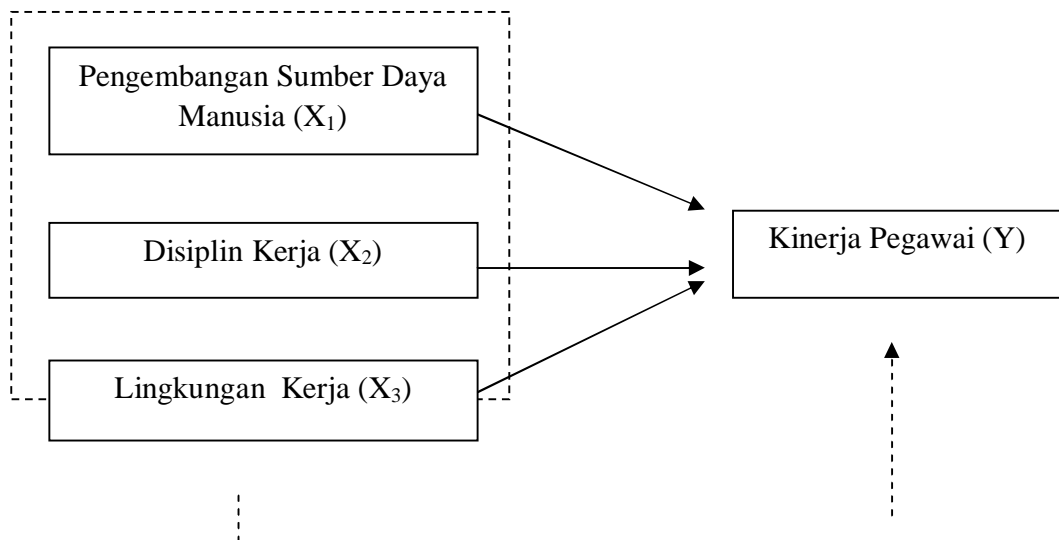 Pengembangan Sumber Daya
Manusia (X₁)
Disiplin Kerja (X₂)
Kinerja Pegawai (Y)
Lingkungan Kerja (X₃)